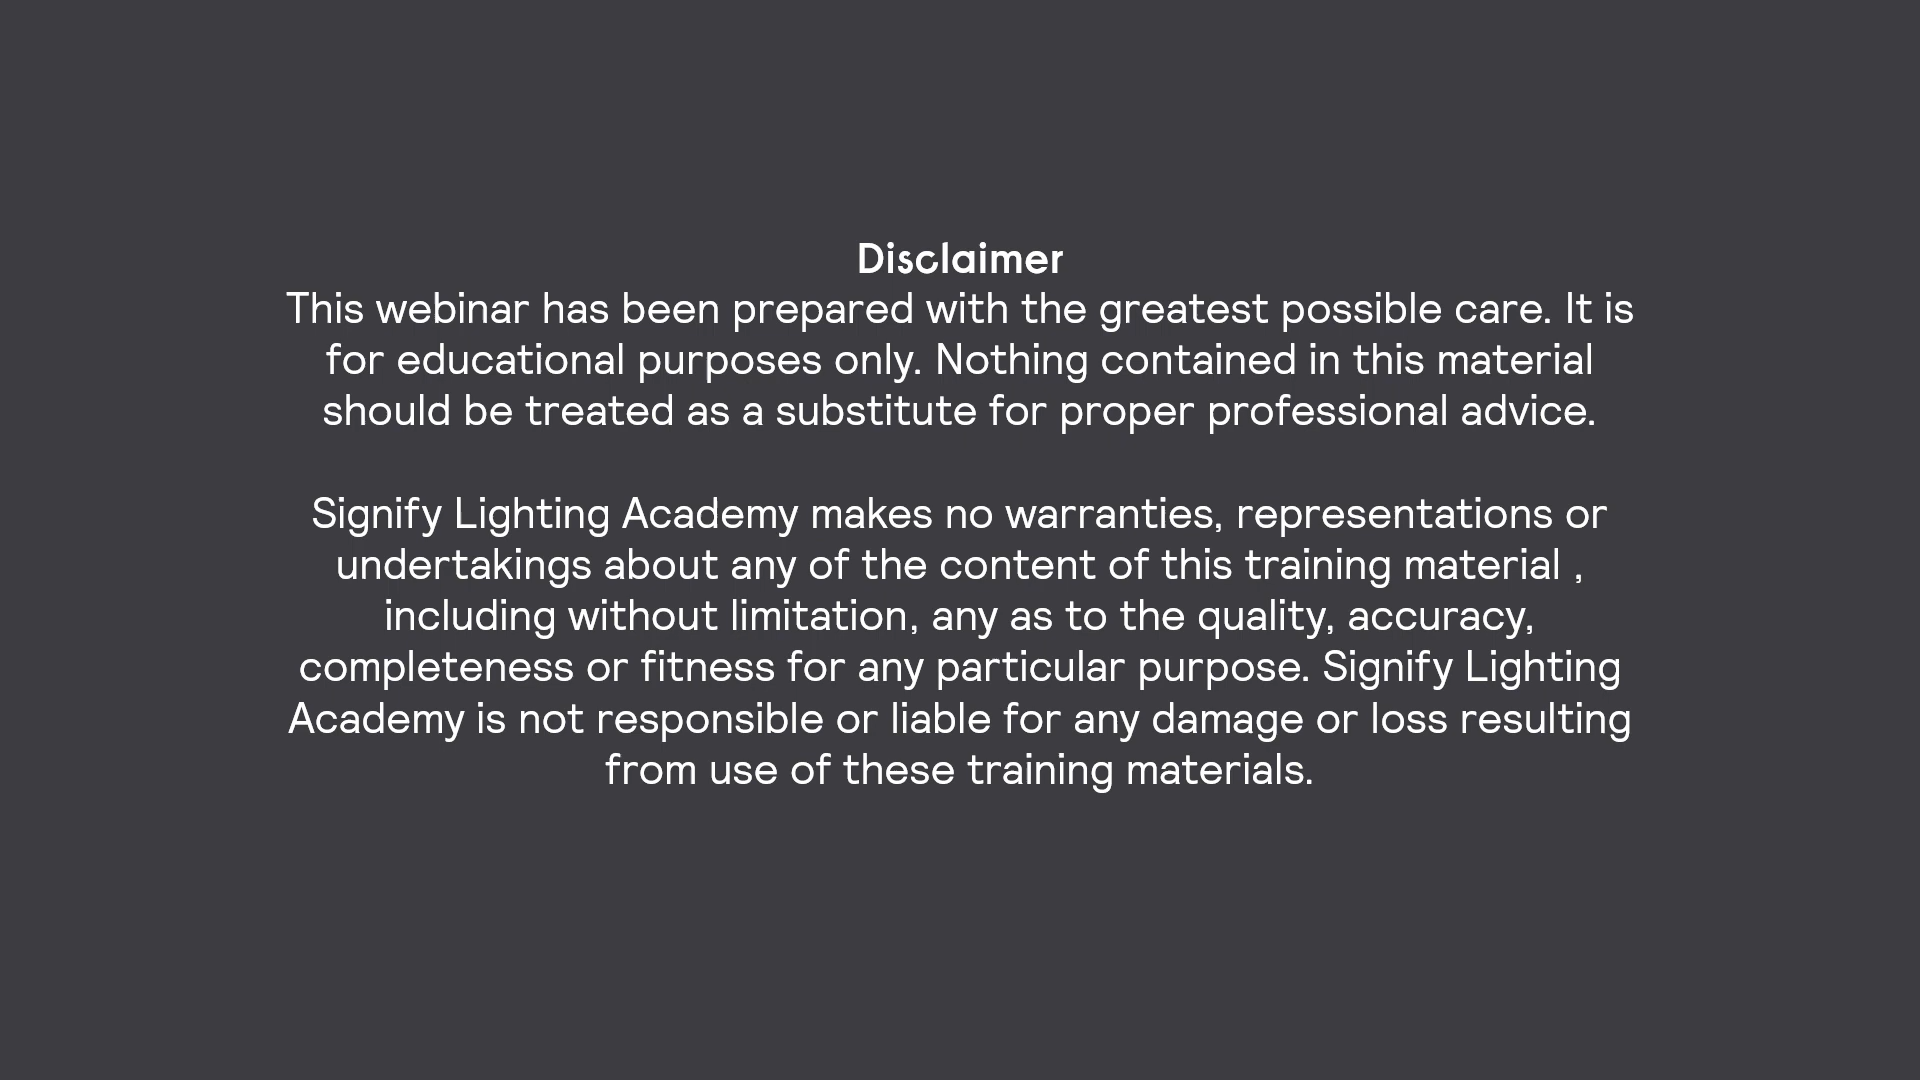 Disclaimer
This webinar has been prepared with the greatest possible care. It is
for educational purposes only. Nothing contained in this material
should be treated as a substitute for proper professional advice.
Signify Lighting Academy makes no warranties, representations or
undertakings about any of the content of this training material ,
including without limitation, any as to the quality, accuracy,
completeness or fitness for any particular purpose. Signify Lighting
Academy is not responsible or liable for any damage or loss resulting
from use of these training materials.